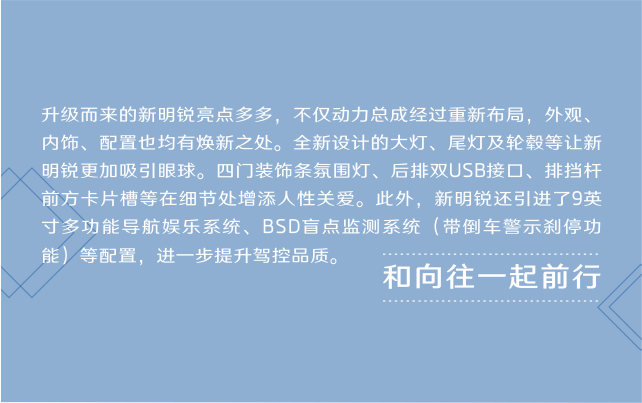 升级而来的新明锐亮点多多，不仅动力总成经过重新布局，外观、
内饰、配置也均有焕新之处。全新设计的大灯、尾灯及轮毂等让新
明锐更加吸引眼球。四门装饰条氛围灯、后排双USB接口、排挡杆
前方卡片槽等在细节处增添人性关爱。此外，新明锐还引进了9英
寸多功能导航娱乐系统、BSD盲点监测系统（带倒车警示刹停功
能）等配置，进一步提升驾控品质。
和向往一起前行